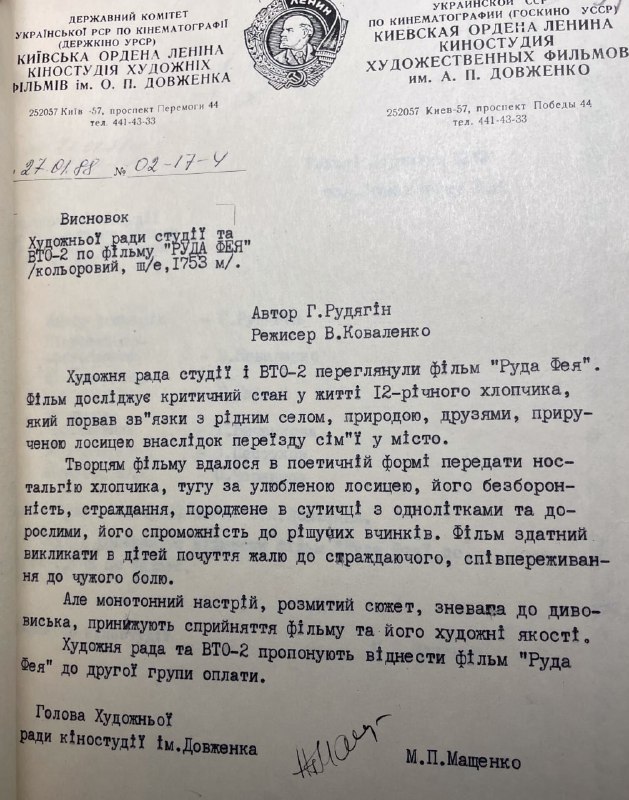 ДЕРЖАВНИЙ КОМІТЕТ
УКРАЇНСЬКОЇ РСР ПО КІНЕМАТОГРАФІЇ
(ДЕРЖКІНО УРСР)
КИЇВСЬКА ОРДЕНА ЛЕНІНА
КІНОСТУДІЯ ХУДОЖНІХ
ФІЛЬМІВ ім. О. П. ДОВЖЕНКА
252057 Київ -57, проспект Перемоги 44
тел. 441-43-33
ЛЕНИН
УКРАИНСКОЙ ССР
ПО КИНЕМАТОГРАФИИ (ГОСКИНО УССР)
КИЕВСКАЯ ОРДЕНА ЛЕНИНА
КИНОСТУДИЯ
ХУДОЖЕСТВЕННЫХ ФИЛЬМОВ
им. А. П. ДОВЖЕНКО
252057 Киев-57, проспект Победы 44
тел. 441-43-33
27.01.88 № 02-17-4
Висновок
Художньої ради студії та
ВТО-2 по фільму "РУДА ФЕЯ"
/кольоровий, ш/е,1753 м/.
Автор Г.Рудягін
Режисер В.Коваленко
Художня рада студії і ВТО-2 переглянули фільм "Руда Фея".
Фільм досліджує критичний стан у житті 12-річного хлопчика,
який порвав зв"язки з рідним селом, природою, друзями, приру-
ченою лосицею внаслідок переїзду сім"ї у місто.
Творцям фільму вдалося в поетичній формі передати нос-
тальгію хлопчика, тугу за улюбленою лосицею, його безборон-
ність, страждання, породжене в сутичці з однолітками та до-
рослими, його спроможність до рішучих вчинків. Фільм здатний
викликати в дітей почуття жалю до страждаючого, співпереживан-
ня до чужого болю.
Але монотонний настрій, розмитий сюжет, зневага до диво-
виська, принижують сприйняття фільму та його художні якості.
Художня рада та ВТО-2 пропонують віднести фільм "Руда
Фея" до другої групи оплати.
Голова Художньої
ради кіностудії ім.Довженка
М.П.Мащенко